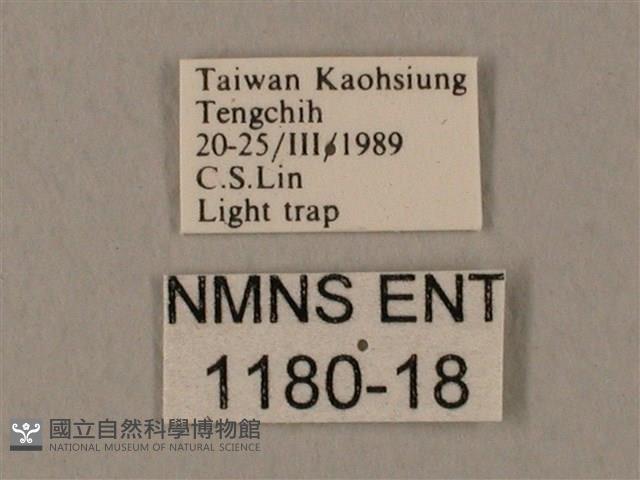 Taiwan Kaohsiung
Tengchih
20-25/III/1989
C.S.Lin
Light trap
NMNS ENT
1180-18
國立自然科學博物館
NATIONAL MUSEUM OF NATURAL SCIENCE